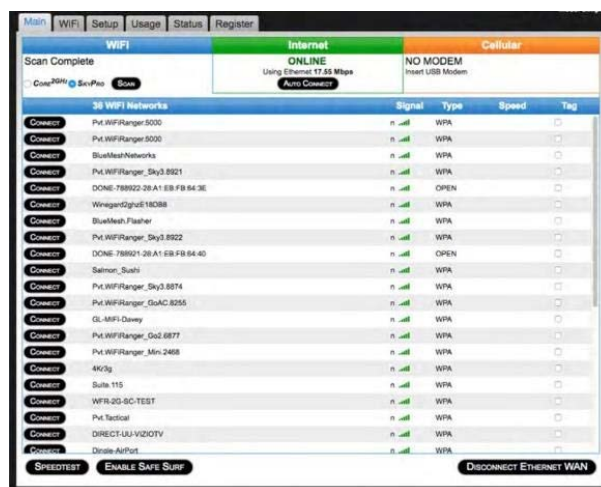 Main WiFi Setup Usage Status Register
WiFi Internet Cellular
Scan Complete ONLINE NO MODEM
Using Ethernet 17.55 Mbps Insert USB Modem
CORE 2GHZ SKYPRO SCAN AUTO CONNECT
36 WiFi Networks Signal Type Speed Tag
CONNECT Pvt.WiFiRanger.5000 n WPA
CONNECT Pvt.WiFiRanger.5000 n WPA
CONNECT BlueMeshNetworks n WPA
CONNECT Pvt.WiFiRanger_Sky3.8921 n WPA
CONNECT DONE-788922-28:A1:EB:FB:64:3E n OPEN
CONNECT Winegard2ghzE18D88 n WPA
CONNECT BlueMesh.Flasher n WPA
CONNECT Pvt.WiFiRanger_Sky3.8922 n WPA
CONNECT DONE-788921-28:A1:EB:FB:64:40 n OPEN
CONNECT Salmon_Sushi n WPA
CONNECT Pvt.WiFiRanger_Sky3.8874 n WPA
CONNECT Pvt.WiFiRanger_GoAC.8255 n WPA
CONNECT GL-MIFI-Davey n WPA
CONNECT Pvt.WiFiRanger_Go2.6877 n WPA
CONNECT Pvt.WiFiRanger_Mini.2468 n WPA
CONNECT 4Kr3g n WPA
CONNECT Suite.115 n WPA
CONNECT WFR-2G-SC-TEST n WPA
CONNECT Pvt.Tactical n WPA
CONNECT DIRECT-UU-VIZIOTV n WPA
CONNECT Dingle-AirPort n WPA
SPEEDTEST ENABLE SAFE SURF DISCONNECT ETHERNET WAN